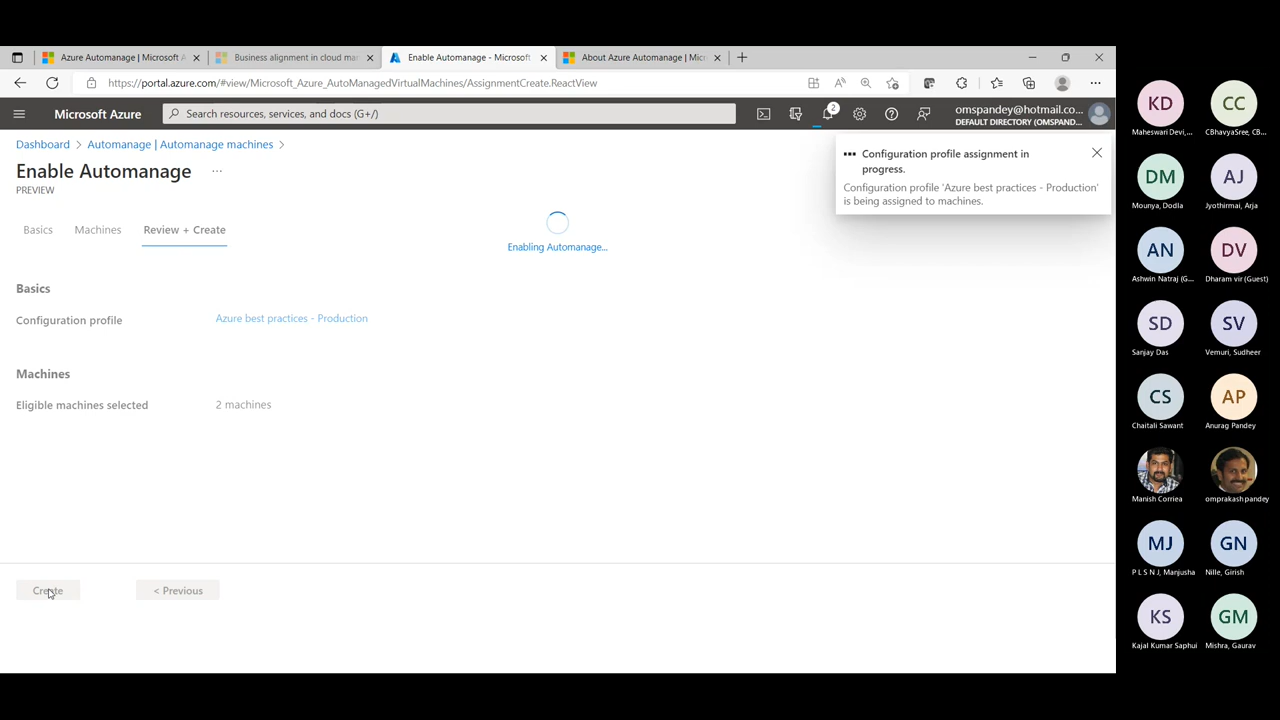 Azure Automanage | Microsoft A
Business alignment in cloud mar
Enable Automanage - Microsoft
About Azure Automanage | Micr
https://portal.azure.com/#view/Microsoft_Azure_AutoManagedVirtualMachines/AssignmentCreate.ReactView
Microsoft Azure
Search resources, services, and docs (G+/)
2
omspandey@hotmail.co...
DEFAULT DIRECTORY (OMSPAND...
Dashboard > Automanage | Automanage machines >
Enable Automanage ...
PREVIEW
Configuration profile assignment in
progress.
Configuration profile 'Azure best practices - Production'
is being assigned to machines.
Basics
Machines
Review + Create
Enabling Automanage...
Basics
Configuration profile
Azure best practices - Production
Machines
Eligible machines selected
2 machines
Create
< Previous
KD
CC
Maheswari Devi,...
CBhavyaSree, CB...
DM
AJ
Mounya, Dodla
Jyothirmai, Arja
AN
DV
Ashwin Natraj (G...
Dharam vir (Guest)
SD
SV
Sanjay Das
Vemuri, Sudheer
CS
AP
Chaitali Sawant
Anurag Pandey
Manish Corriea
omprakash pandey
MJ
GN
P L S N J, Manjusha
Nille, Girish
KS
GM
Kajal Kumar Saphui
Mishra, Gaurav